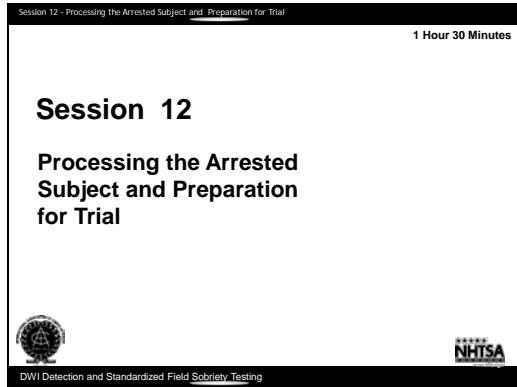 Session 12 - Processing the Arrested Subject and Preparation for Trial
1 Hour 30 Minutes
Session 12
Processing the Arrested
Subject and Preparation
for Trial
NHTSA
DWI Detection and Standardized Field Sobriety Testing